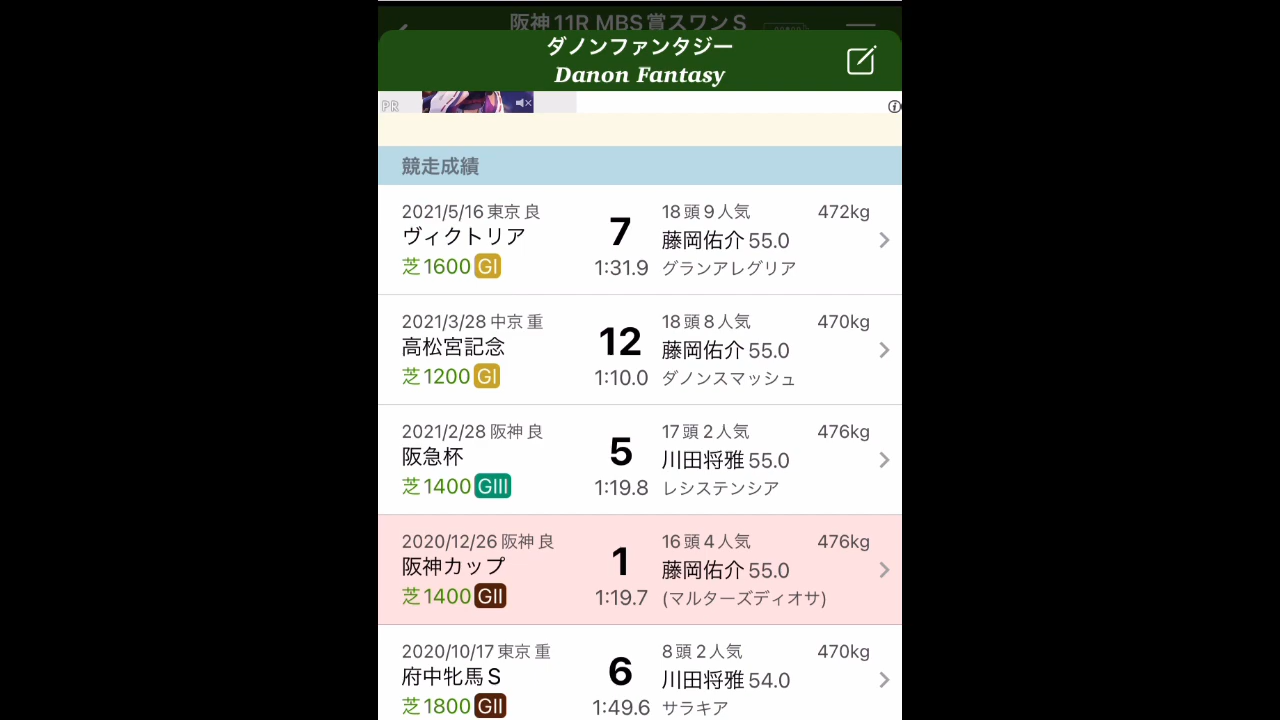 阪神11R MBS賞スワンS
ダノンファンタジー
Danon Fantasy
PR
競走成績
2021/5/16 東京 良
ヴィクトリア
芝1600 GI
7
1:31.9
18頭9人気 472kg
藤岡佑介 55.0
グランアレグリア
2021/3/28 中京 重
高松宮記念
芝1200 GI
12
1:10.0
18頭8人気 470kg
藤岡佑介 55.0
ダノンスマッシュ
2021/2/28 阪神 良
阪急杯
芝1400 GIII
5
1:19.8
17頭2人気 476kg
川田将雅 55.0
レシステンシア
2020/12/26 阪神 良
阪神カップ
芝1400 GII
1
1:19.7
16頭4人気 476kg
藤岡佑介 55.0
(マルターズディオサ)
2020/10/17 東京 重
府中牝馬S
芝1800 GII
6
1:49.6
8頭2人気 470kg
川田将雅 54.0
サラキア